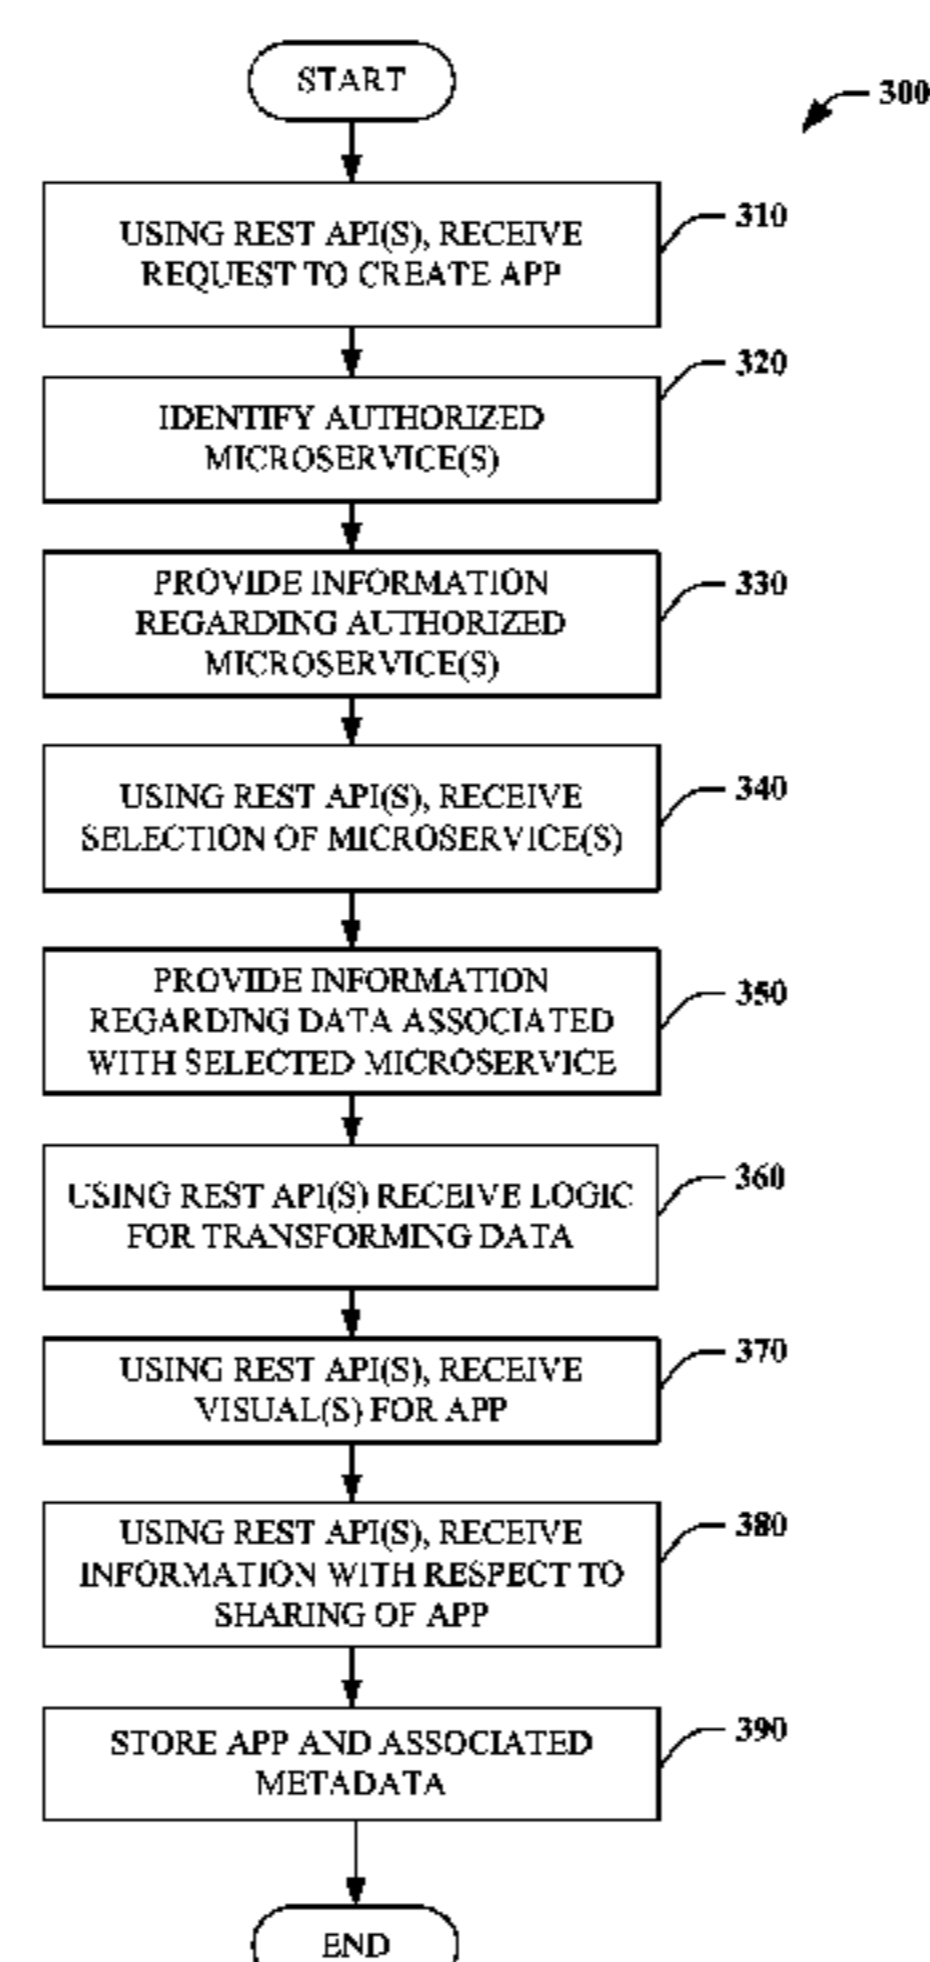 START
300
USING REST API(S), RECEIVE
REQUEST TO CREATE APP
310
IDENTIFY AUTHORIZED
MICROSERVICE(S)
320
PROVIDE INFORMATION
REGARDING AUTHORIZED
MICROSERVICE(S)
330
USING REST API(S), RECEIVE
SELECTION OF MICROSERVICE(S)
340
PROVIDE INFORMATION
REGARDING DATA ASSOCIATED
WITH SELECTED MICROSERVICE
350
USING REST API(S) RECEIVE LOGIC
FOR TRANSFORMING DATA
360
USING REST API(S), RECEIVE
VISUAL(S) FOR APP
370
USING REST API(S), RECEIVE
INFORMATION WITH RESPECT TO
SHARING OF APP
380
STORE APP AND ASSOCIATED
METADATA
390
END